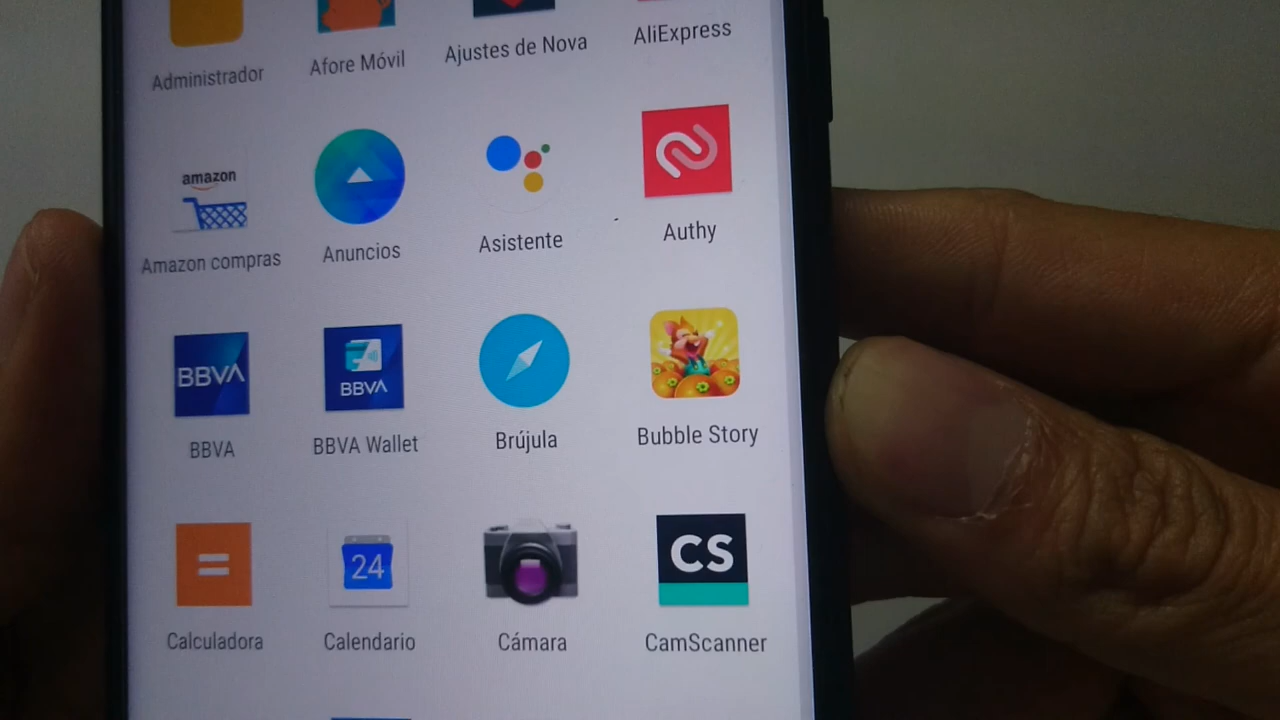 Administrador
Afore Móvil
Ajustes de Nova
AliExpress
amazon
Amazon compras
Anuncios
Asistente
Authy
BBVA
BBVA
BBVA
BBVA Wallet
Brújula
Bubble Story
=
Calculadora
24
Calendario
Cámara
CS
CamScanner